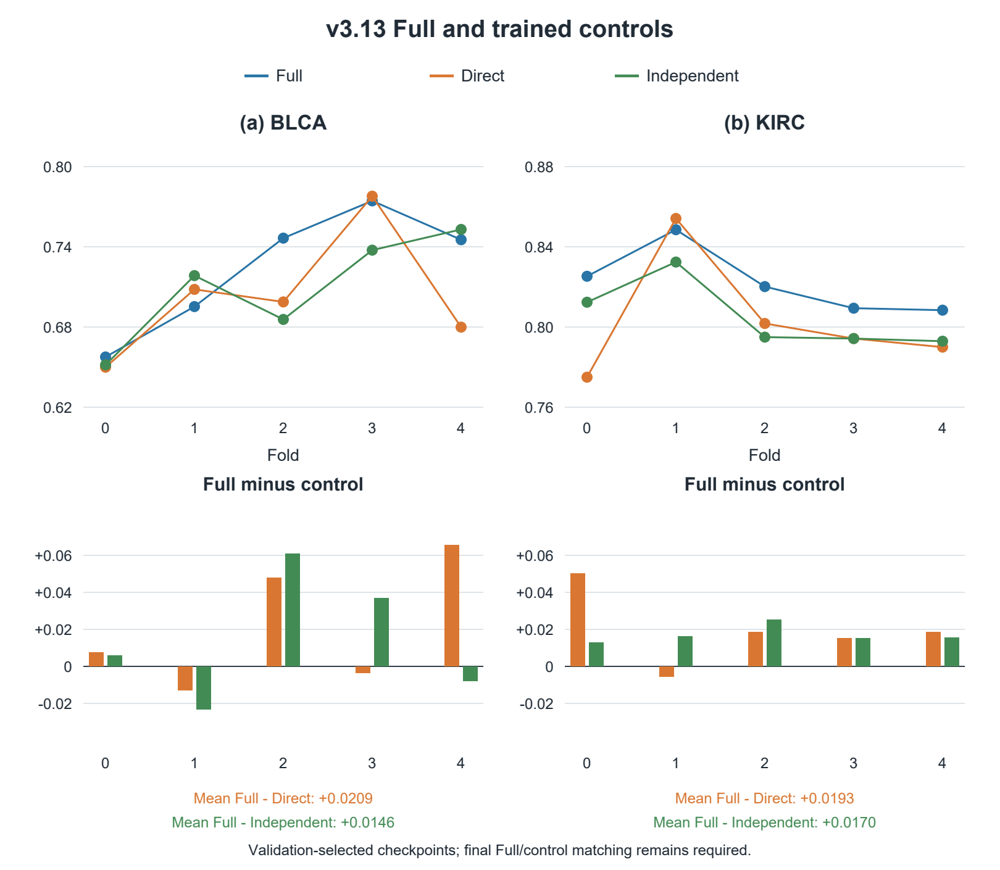 v3.13 Full and trained controls
Full Direct Independent
(a) BLCA
0.80
0.74
0.68
0.62
0 1 2 3 4
Fold
(b) KIRC
0.88
0.84
0.80
0.76
0 1 2 3 4
Fold
Full minus control
+0.06
+0.04
+0.02
0
-0.02
0 1 2 3 4
Mean Full - Direct: +0.0209
Mean Full - Independent: +0.0146
Full minus control
+0.06
+0.04
+0.02
0
-0.02
0 1 2 3 4
Mean Full - Direct: +0.0193
Mean Full - Independent: +0.0170
Validation-selected checkpoints; final Full/control matching remains required.